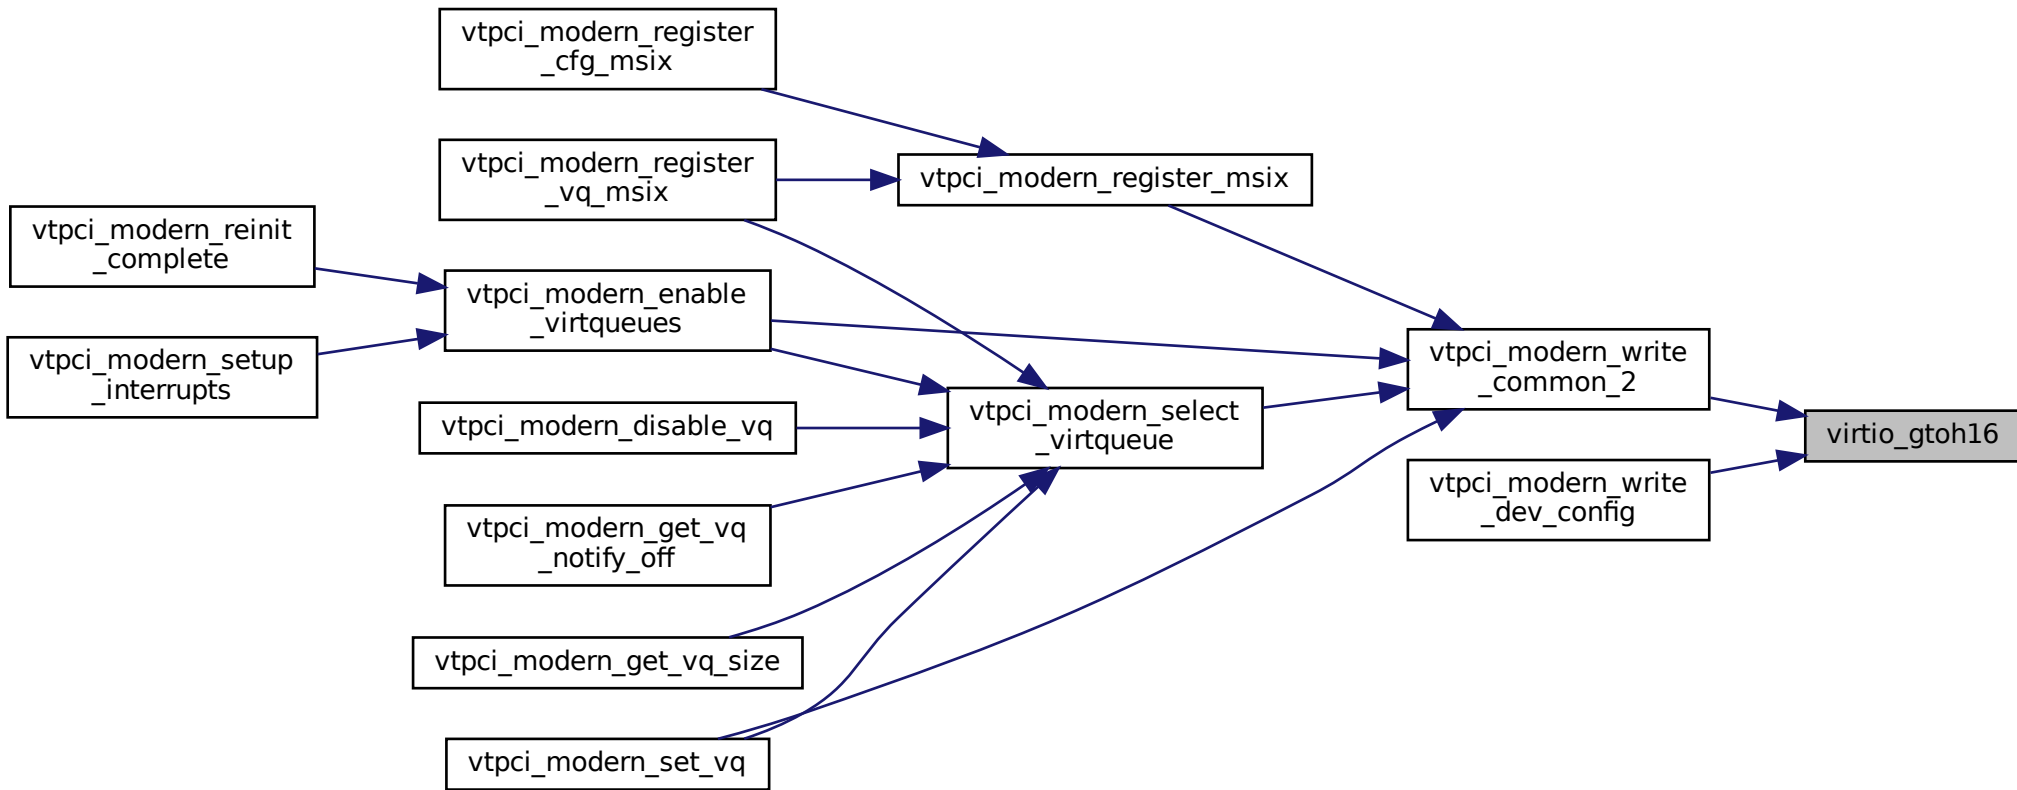 vtpci_modern_register
_cfg_msix
vtpci_modern_register
_vq_msix
vtpci_modern_register_msix
vtpci_modern_reinit
_complete
vtpci_modern_enable
_virtqueues
vtpci_modern_setup
_interrupts
vtpci_modern_write
_common_2
vtpci_modern_disable_vq
vtpci_modern_select
_virtqueue
virtio_gtoh16
vtpci_modern_write
_dev_config
vtpci_modern_get_vq
_notify_off
vtpci_modern_get_vq_size
vtpci_modern_set_vq